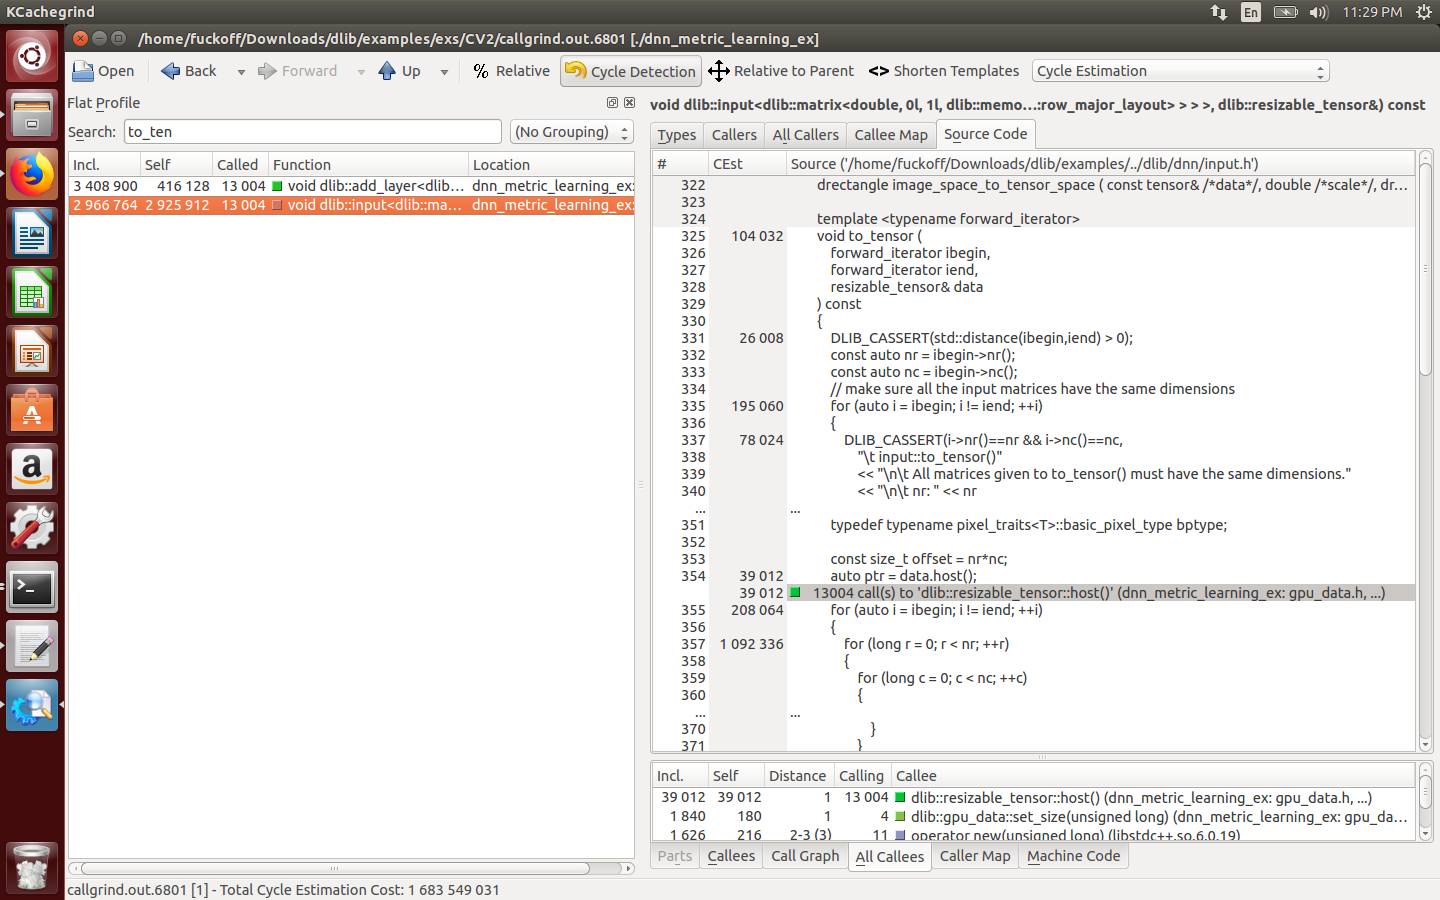 KCachegrind
En
11:29 PM
/home/fuckoff/Downloads/dlib/examples/exs/CV2/callgrind.out.6801 [./dnn_metric_learning_ex]
Open Back Forward Up % Relative Cycle Detection Relative to Parent <> Shorten Templates Cycle Estimation
Flat Profile
Search: to_ten (No Grouping)
Incl. Self Called Function Location
3 408 900 416 128 13 004 void dlib::add_layer<dlib... dnn_metric_learning_ex:
2 966 764 2 925 912 13 004 void dlib::input<dlib::ma... dnn_metric_learning_ex:
void dlib::input<dlib::matrix<double, 0l, 1l, dlib::memo...:row_major_layout> > > >, dlib::resizable_tensor&) const
Types Callers All Callers Callee Map Source Code
# CEst Source ('/home/fuckoff/Downloads/dlib/examples/../dlib/dnn/input.h')
322 drectangle image_space_to_tensor_space ( const tensor& /*data*/, double /*scale*/, dr...
323
324 template <typename forward_iterator>
325 104 032 void to_tensor (
326 forward_iterator ibegin,
327 forward_iterator iend,
328 resizable_tensor& data
329 ) const
330 {
331 26 008 DLIB_CASSERT(std::distance(ibegin,iend) > 0);
332 const auto nr = ibegin->nr();
333 const auto nc = ibegin->nc();
334 // make sure all the input matrices have the same dimensions
335 195 060 for (auto i = ibegin; i != iend; ++i)
336 {
337 78 024 DLIB_CASSERT(i->nr()==nr && i->nc()==nc,
338 "\t input::to_tensor()"
339 << "\n\t All matrices given to to_tensor() must have the same dimensions."
340 << "\n\t nr: " << nr
... ...
351 typedef typename pixel_traits<T>::basic_pixel_type bptype;
352
353 const size_t offset = nr*nc;
354 39 012 auto ptr = data.host();
39 012 13004 call(s) to 'dlib::resizable_tensor::host()' (dnn_metric_learning_ex: gpu_data.h, ...)
355 208 064 for (auto i = ibegin; i != iend; ++i)
356 {
357 1 092 336 for (long r = 0; r < nr; ++r)
358 {
359 for (long c = 0; c < nc; ++c)
360 {
... ...
370 }
371 }
Incl. Self Distance Calling Callee
39 012 39 012 1 13 004 dlib::resizable_tensor::host() (dnn_metric_learning_ex: gpu_data.h, ...)
1 840 180 1 4 dlib::gpu_data::set_size(unsigned long) (dnn_metric_learning_ex: gpu_da...
1 626 216 2-3 (3) 11 operator new(unsigned long) (libstdc++.so.6.0.19)
Parts Callees Call Graph All Callees Caller Map Machine Code
callgrind.out.6801 [1] - Total Cycle Estimation Cost: 1 683 549 031